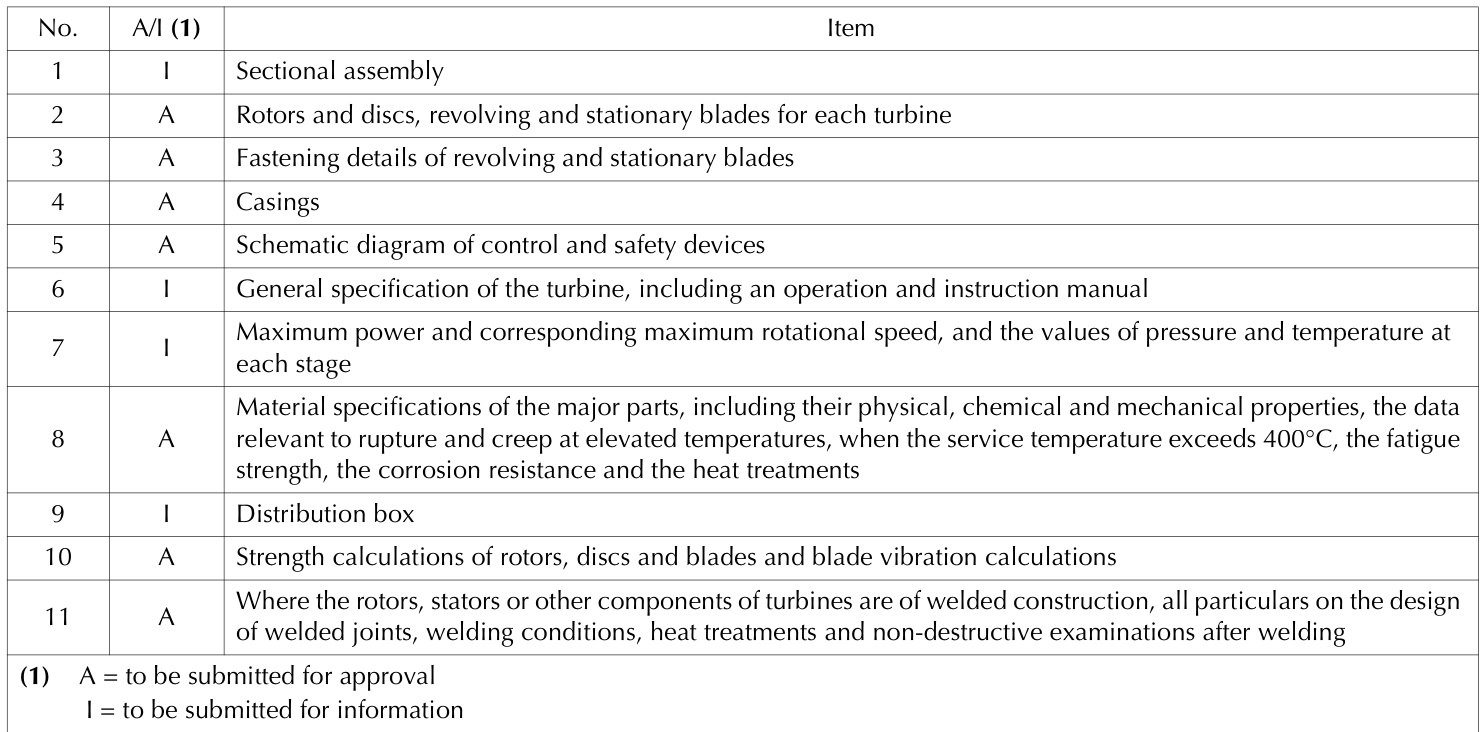 No. A/I (1) Item
1 I Sectional assembly
2 A Rotors and discs, revolving and stationary blades for each turbine
3 A Fastening details of revolving and stationary blades
4 A Casings
5 A Schematic diagram of control and safety devices
6 I General specification of the turbine, including an operation and instruction manual
7 I Maximum power and corresponding maximum rotational speed, and the values of pressure and temperature at
each stage
8 A Material specifications of the major parts, including their physical, chemical and mechanical properties, the data
relevant to rupture and creep at elevated temperatures, when the service temperature exceeds 400°C, the fatigue
strength, the corrosion resistance and the heat treatments
9 I Distribution box
10 A Strength calculations of rotors, discs and blades and blade vibration calculations
11 A Where the rotors, stators or other components of turbines are of welded construction, all particulars on the design
of welded joints, welding conditions, heat treatments and non-destructive examinations after welding
(1) A = to be submitted for approval
I = to be submitted for information